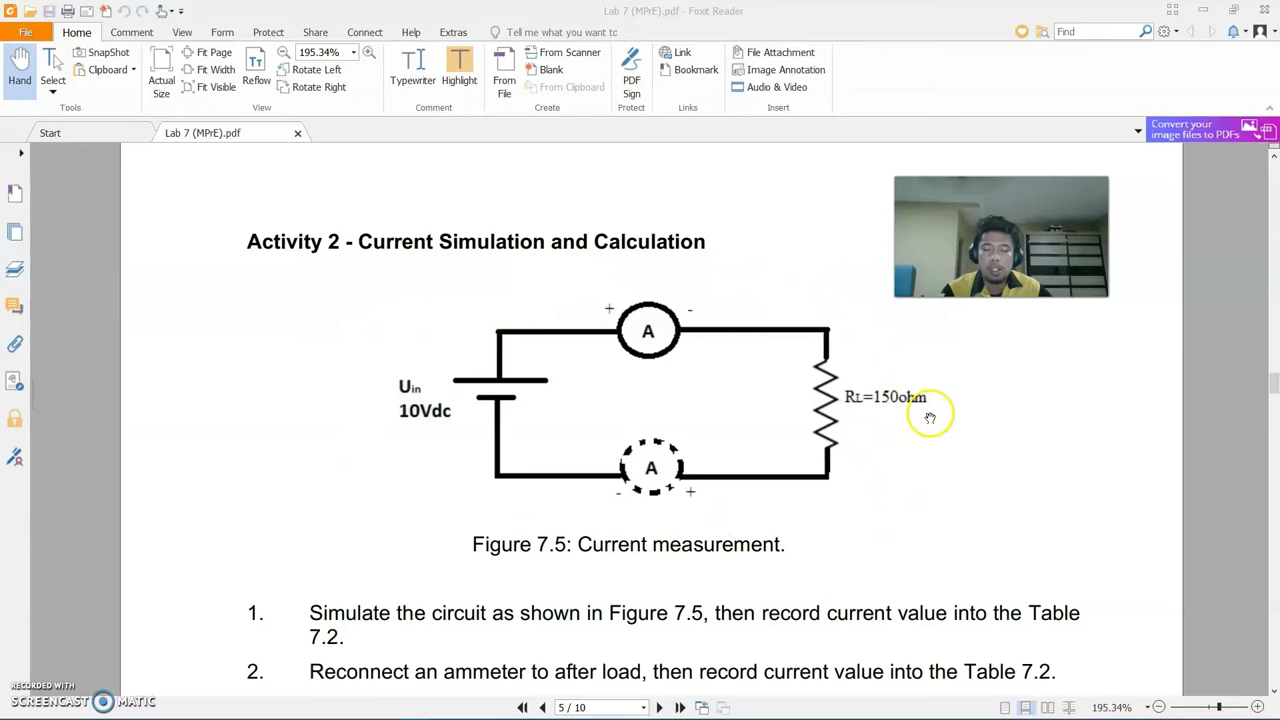 Lab 7 (MPrE).pdf - Foxit Reader
File Home Comment View Form Protect Share Connect Help Extras Tell me what you want to Find
Hand
Select
SnapShot
Clipboard
Tools
Actual Size
Fit Page
Fit Width
Fit Visible
Reflow
195.34%
Rotate Left
Rotate Right
View
Typewriter
Highlight
Comment
From File
From Scanner
Blank
From Clipboard
Create
PDF Sign
Protect
Link
Bookmark
Links
File Attachment
Image Annotation
Audio & Video
Insert
Start
Lab 7 (MPrE).pdf
Convert your
image files to PDFs
Activity 2 - Current Simulation and Calculation
+ -
A
Uin
10Vdc
RL=150ohm
A
- +
Figure 7.5: Current measurement.
1. Simulate the circuit as shown in Figure 7.5, then record current value into the Table
7.2.
2. Reconnect an ammeter to after load, then record current value into the Table 7.2.
RECORDED WITH
SCREENCAST MATIC
5 / 10
195.34%